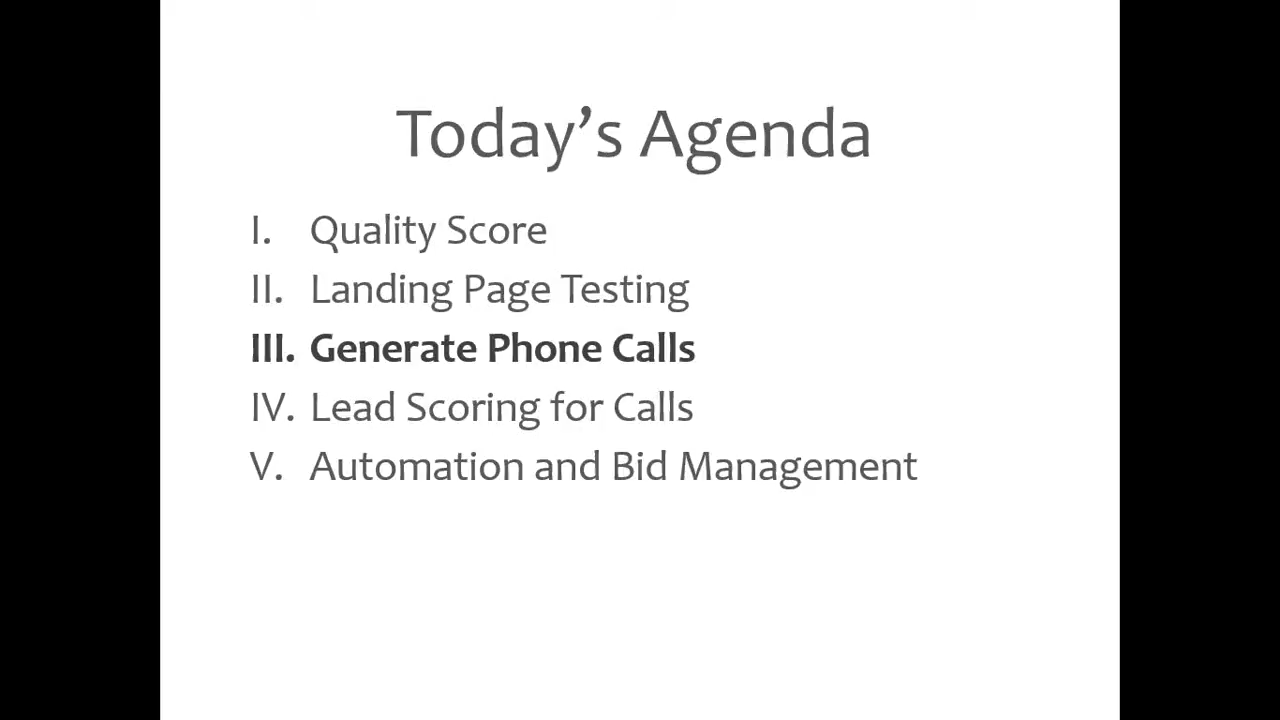 Today’s Agenda
I. Quality Score
II. Landing Page Testing
III. Generate Phone Calls
IV. Lead Scoring for Calls
V. Automation and Bid Management